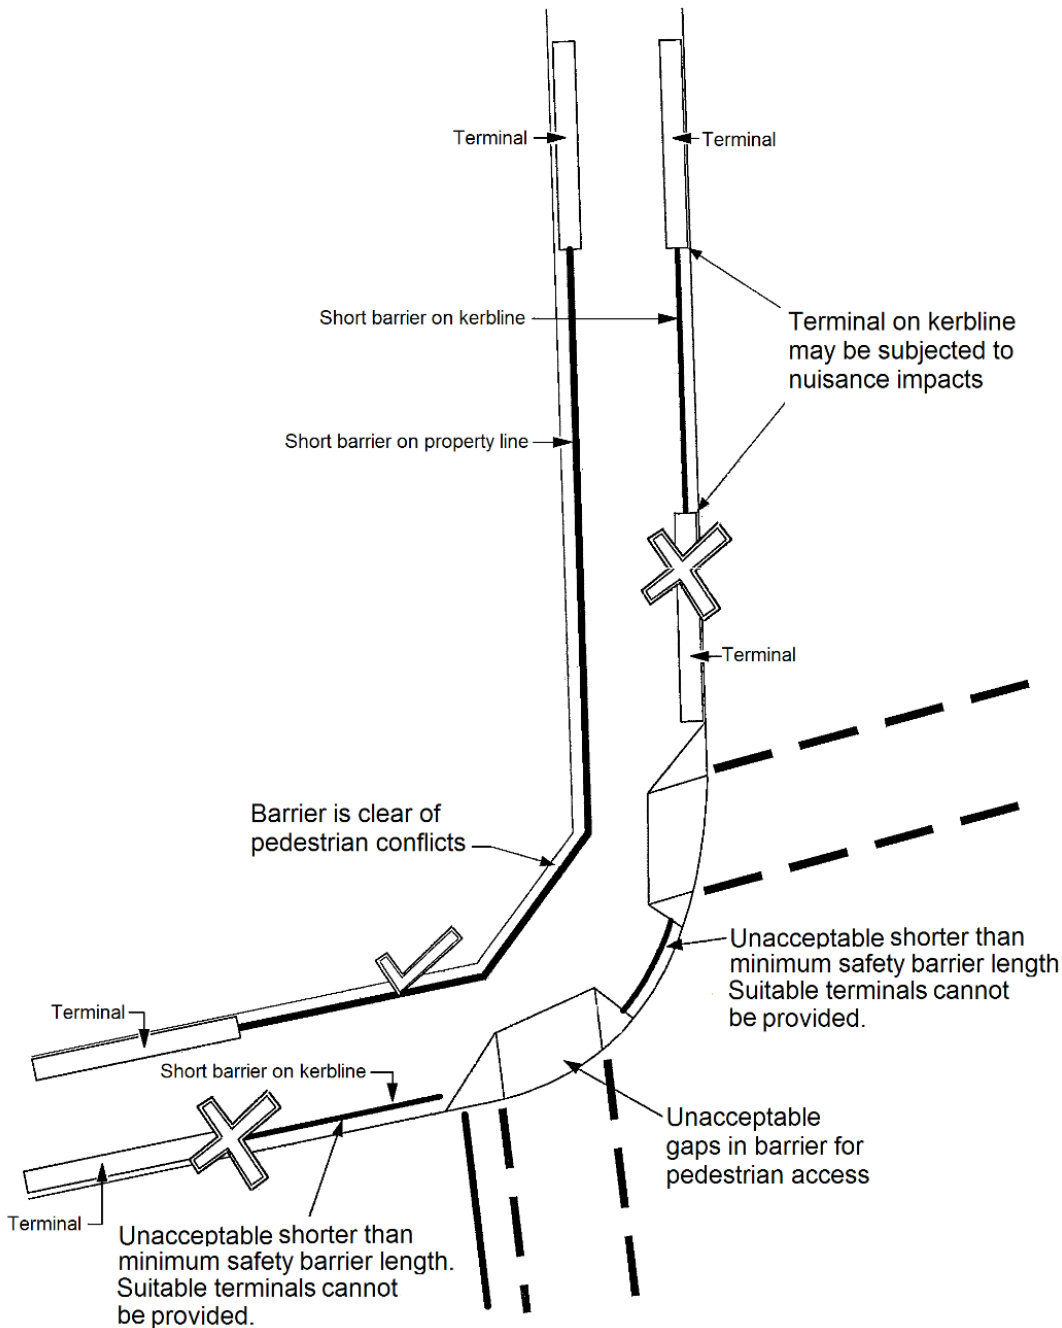 Terminal
Terminal
Short barrier on kerbline
Terminal on kerbline
may be subjected to
nuisance impacts
Short barrier on property line
Terminal
Barrier is clear of
pedestrian conflicts
Unacceptable shorter than
minimum safety barrier length
Suitable terminals cannot
be provided.
Terminal
Short barrier on kerbline
Unacceptable
gaps in barrier for
pedestrian access
Terminal
Unacceptable shorter than
minimum safety barrier length.
Suitable terminals cannot
be provided.